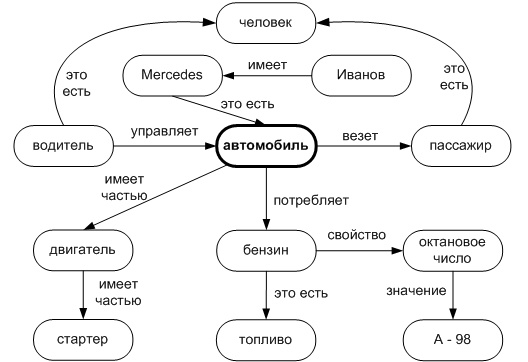 человек
это
есть
Mercedes
имеет
Иванов
это
есть
это есть
водитель
управляет
автомобиль
везет
пассажир
имеет
частью
потребляет
двигатель
бензин
свойство
октановое
число
имеет
частью
это есть
значение
стартер
топливо
А - 98